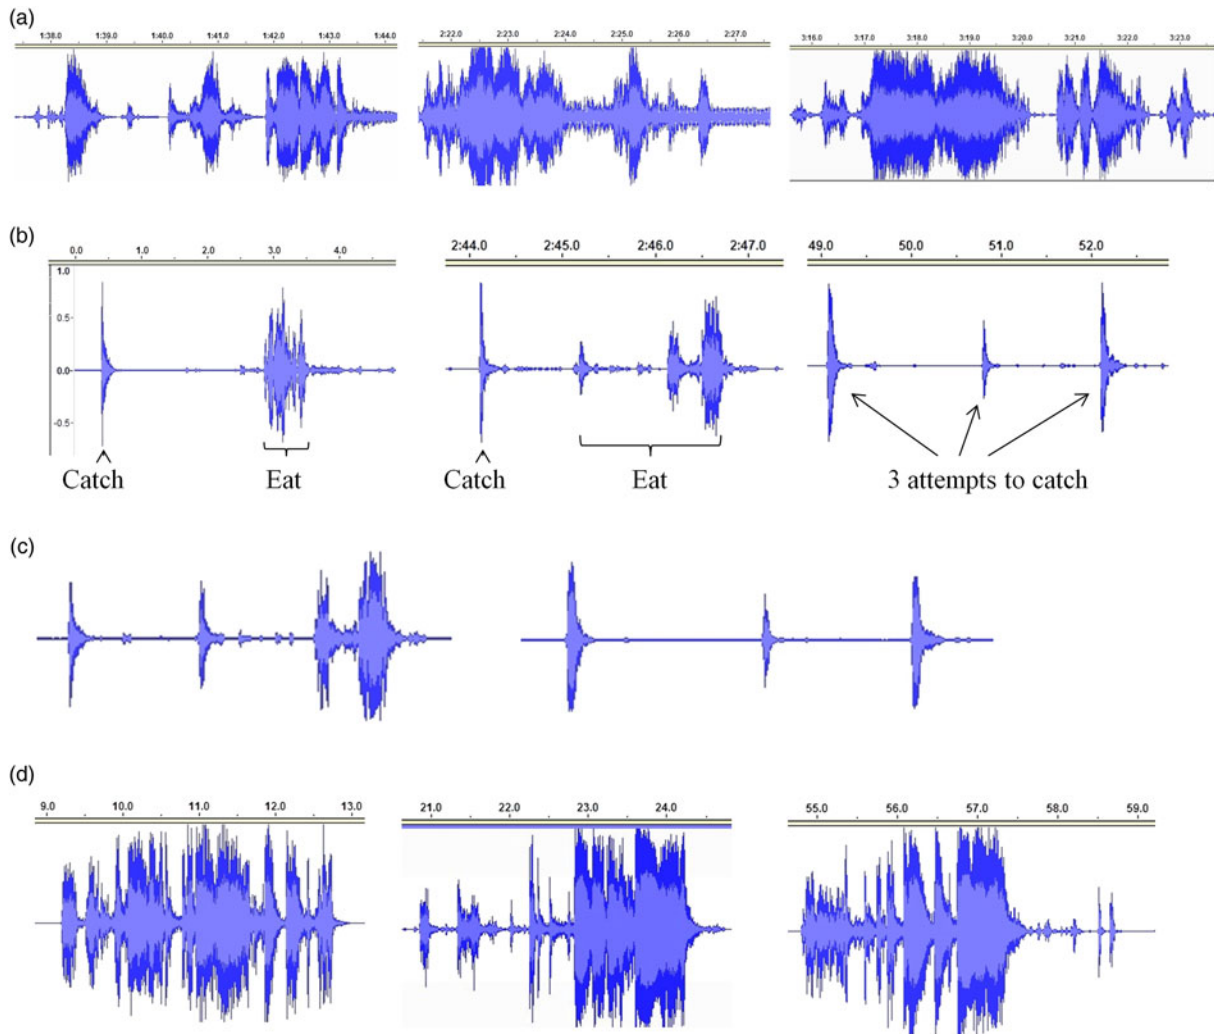 (a)
1:38.0 1:39.0 1:40.0 1:41.0 1:42.0 1:43.0 1:44.0
2:22.0 2:23.0 2:24.0 2:25.0 2:26.0 2:27.0
3:16.0 3:17.0 3:18.0 3:19.0 3:20.0 3:21.0 3:22.0 3:23.0
(b)
0.0 1.0 2.0 3.0 4.0
1.0
0.5-
0.0-
-0.5-
Catch
Eat
2:44.0 2:45.0 2:46.0 2:47.0
Catch
Eat
49.0 50.0 51.0 52.0
3 attempts to catch
(c)
(d)
9.0 10.0 11.0 12.0 13.0
21.0 22.0 23.0 24.0
55.0 56.0 57.0 58.0 59.0